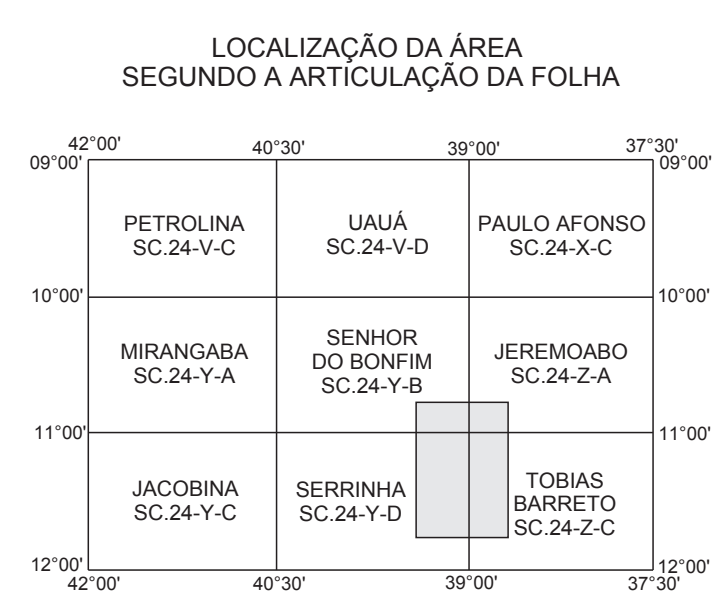 LOCALIZAÇÃO DA ÁREA
SEGUNDO A ARTICULAÇÃO DA FOLHA
42°00' 40°30' 39°00' 37°30'
09°00' 09°00'
PETROLINA
SC.24-V-C
UAUÁ
SC.24-V-D
PAULO AFONSO
SC.24-X-C
10°00' 10°00'
MIRANGABA
SC.24-Y-A
SENHOR
DO BONFIM
SC.24-Y-B
JEREMOABO
SC.24-Z-A
11°00' 11°00'
JACOBINA
SC.24-Y-C
SERRINHA
SC.24-Y-D
TOBIAS
BARRETO
SC.24-Z-C
12°00' 12°00'
42°00' 40°30' 39°00' 37°30'